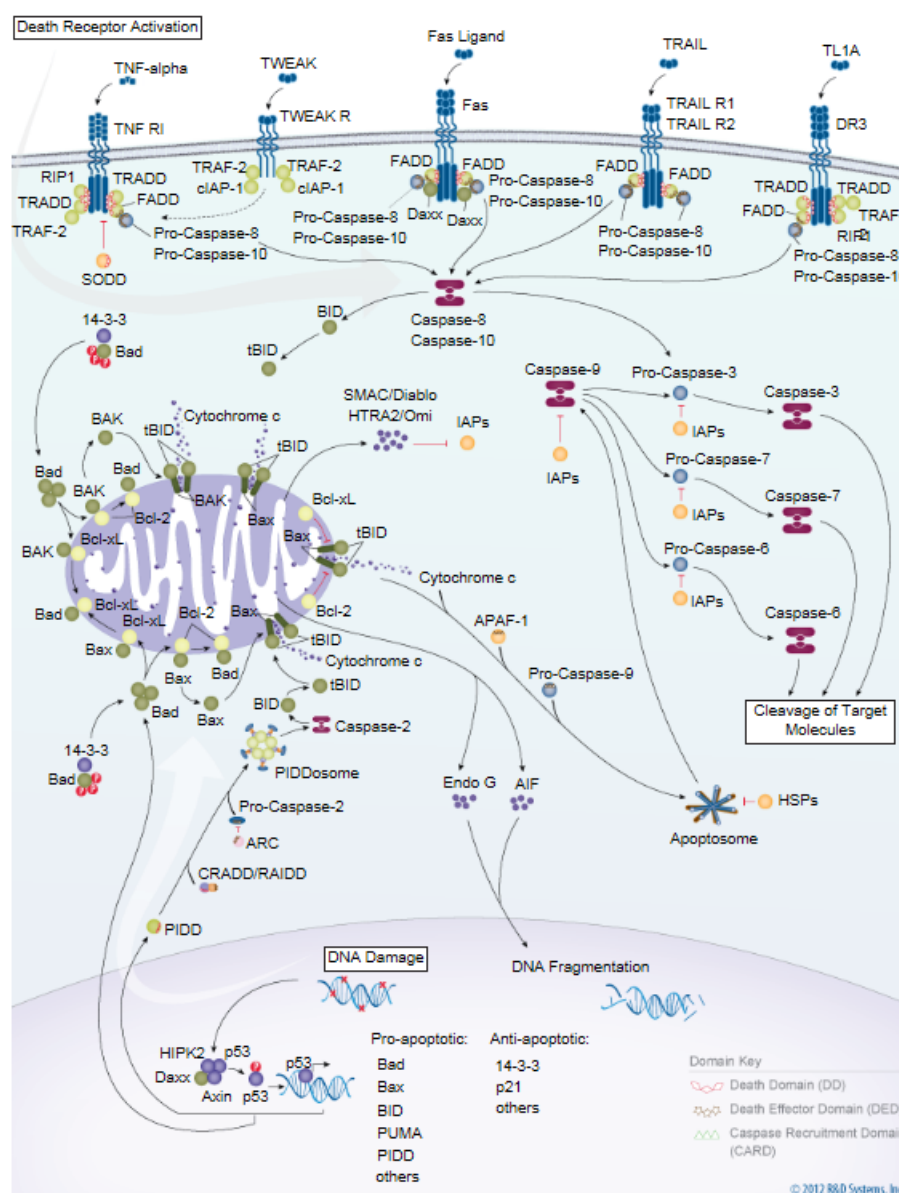 Death Receptor Activation
TNF-alpha
TWEAK
Fas Ligand
TRAIL
TL1A
TNF RI
TWEAK R
Fas
TRAIL R1
TRAIL R2
DR3
RIP1
TRADD
TRAF-2
TRADD
FADD
TRAF-2
cIAP-1
TRAF-2
cIAP-1
FADD
FADD
Daxx
Daxx
Pro-Caspase-8
Pro-Caspase-10
FADD
FADD
TRADD
FADD
TRADD
TRAF-2
RIP1
SODD
Pro-Caspase-8
Pro-Caspase-10
Pro-Caspase-8
Pro-Caspase-10
Pro-Caspase-8
Pro-Caspase-10
Pro-Caspase-8
Pro-Caspase-10
Caspase-8
Caspase-10
BID
tBID
14-3-3
Bad
BAK
tBID
Cytochrome c
tBID
SMAC/Diablo
HTRA2/Omi
IAPs
Caspase-9
IAPs
Pro-Caspase-3
IAPs
Caspase-3
Pro-Caspase-7
IAPs
Caspase-7
Pro-Caspase-6
IAPs
Caspase-6
Bad
BAK
Bad
Bcl-2
BAK
Bax
Bcl-xL
Bax
tBID
BAK
Bcl-xL
Cytochrome c
Bad
Bcl-xL
Bcl-xL
Bcl-2
Bax
Bcl-2
tBID
Cytochrome c
Bax
Bax
Bad
Bad
Bax
BID
tBID
Caspase-2
APAF-1
Pro-Caspase-9
Cleavage of Target
Molecules
14-3-3
Bad
PIDDosome
Pro-Caspase-2
ARC
CRADD/RAIDD
PIDD
Endo G
AIF
Apoptosome
HSPs
DNA Damage
DNA Fragmentation
HIPK2
p53
Daxx
Axin
p53
p53
Pro-apoptotic:
Bad
Bax
BID
PUMA
PIDD
others
Anti-apoptotic:
14-3-3
p21
others
Domain Key
Death Domain (DD)
Death Effector Domain (DED
Caspase Recruitment Domai
(CARD)
© 2012 R&D Systems, Inc